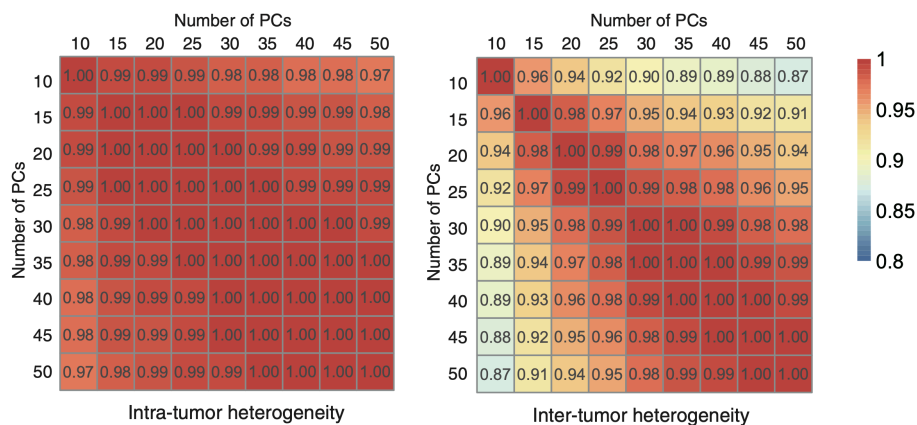 Number of PCs
10 15 20 25 30 35 40 45 50
Number of PCs
10 1.00 0.99 0.99 0.99 0.98 0.98 0.98 0.98 0.97
15 0.99 1.00 1.00 1.00 0.99 0.99 0.99 0.99 0.98
20 0.99 1.00 1.00 1.00 1.00 0.99 0.99 0.99 0.99
25 0.99 1.00 1.00 1.00 1.00 1.00 0.99 0.99 0.99
30 0.98 0.99 1.00 1.00 1.00 1.00 1.00 1.00 0.99
35 0.98 0.99 0.99 1.00 1.00 1.00 1.00 1.00 1.00
40 0.98 0.99 0.99 0.99 1.00 1.00 1.00 1.00 1.00
45 0.98 0.99 0.99 0.99 1.00 1.00 1.00 1.00 1.00
50 0.97 0.98 0.99 0.99 0.99 1.00 1.00 1.00 1.00
Intra-tumor heterogeneity
Number of PCs
10 15 20 25 30 35 40 45 50
Number of PCs
10 1.00 0.96 0.94 0.92 0.90 0.89 0.89 0.88 0.87
15 0.96 1.00 0.98 0.97 0.95 0.94 0.93 0.92 0.91
20 0.94 0.98 1.00 0.99 0.98 0.97 0.96 0.95 0.94
25 0.92 0.97 0.99 1.00 0.99 0.98 0.98 0.96 0.95
30 0.90 0.95 0.98 0.99 1.00 1.00 0.99 0.98 0.98
35 0.89 0.94 0.97 0.98 1.00 1.00 1.00 0.99 0.99
40 0.89 0.93 0.96 0.98 0.99 1.00 1.00 1.00 0.99
45 0.88 0.92 0.95 0.96 0.98 0.99 1.00 1.00 1.00
50 0.87 0.91 0.94 0.95 0.98 0.99 0.99 1.00 1.00
Inter-tumor heterogeneity
1
0.95
0.9
0.85
0.8